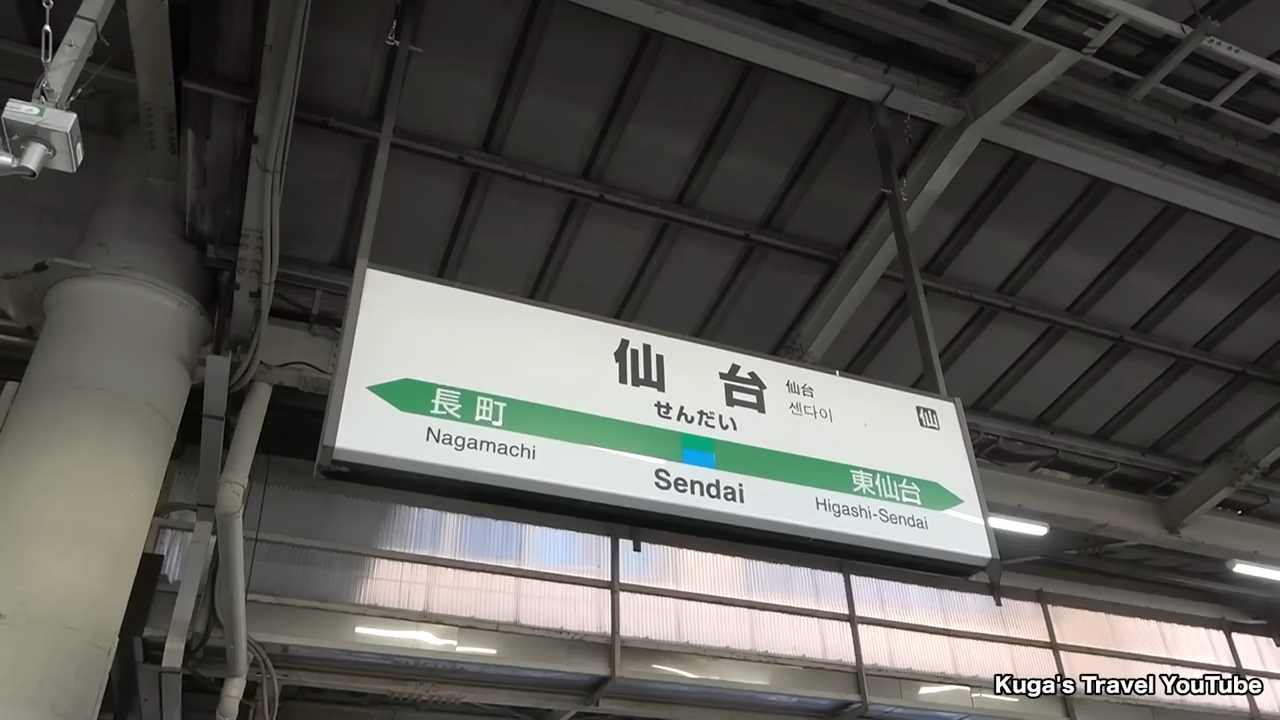 仙台
仙台
센다이
仙
せんだい
長町
東仙台
Nagamachi
Sendai
Higashi-Sendai
Kuga's Travel YouTube